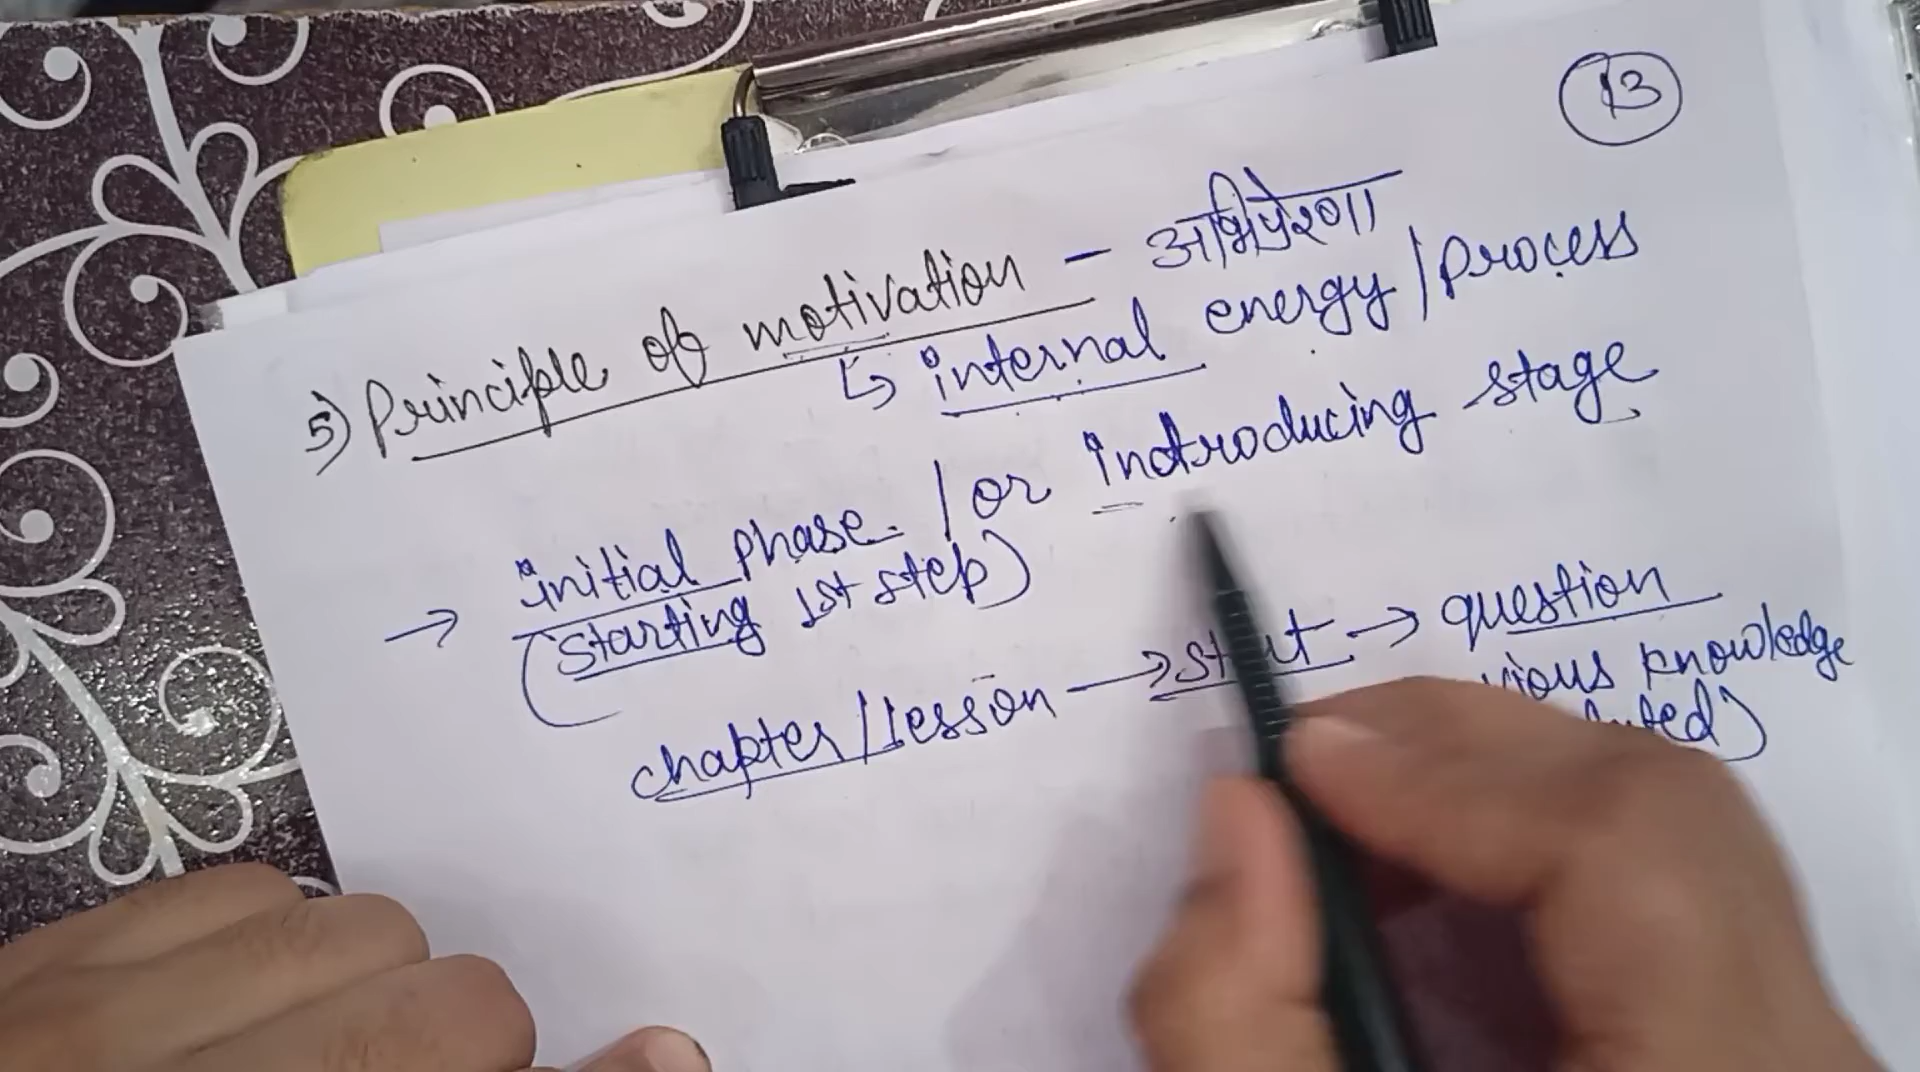 13
5) Principle of motivation - अभिप्रेरणा
↳ internal energy / process
→ initial phase. / or inotroducing stage
(starting 1st step)
chapter / lesson → start → question
knowledge